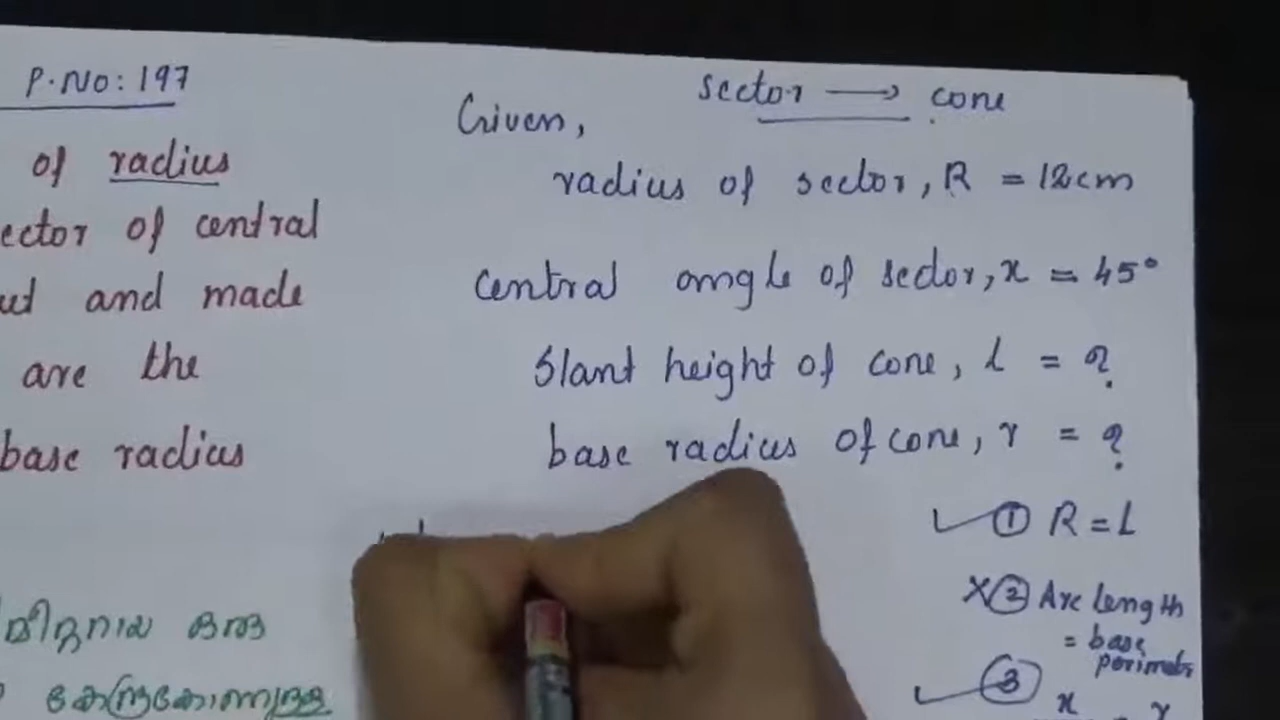 P.No: 197
of radius
ector of central
ut and made
are the
base radius
ഒരു
sector → cone
Given,
radius of sector, R = 12cm
central angle of sector, x = 45°
Slant height of cone, l = ?
base radius of cone, r = ?
① R = L
② Arc length
= base
perimeter
③
x r